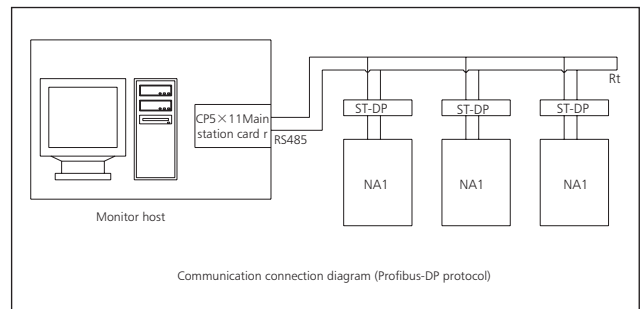 CP5×11Main
station card r
RS485
Rt
ST-DP
ST-DP
ST-DP
NA1
NA1
NA1
Monitor host
Communication connection diagram (Profibus-DP protocol)